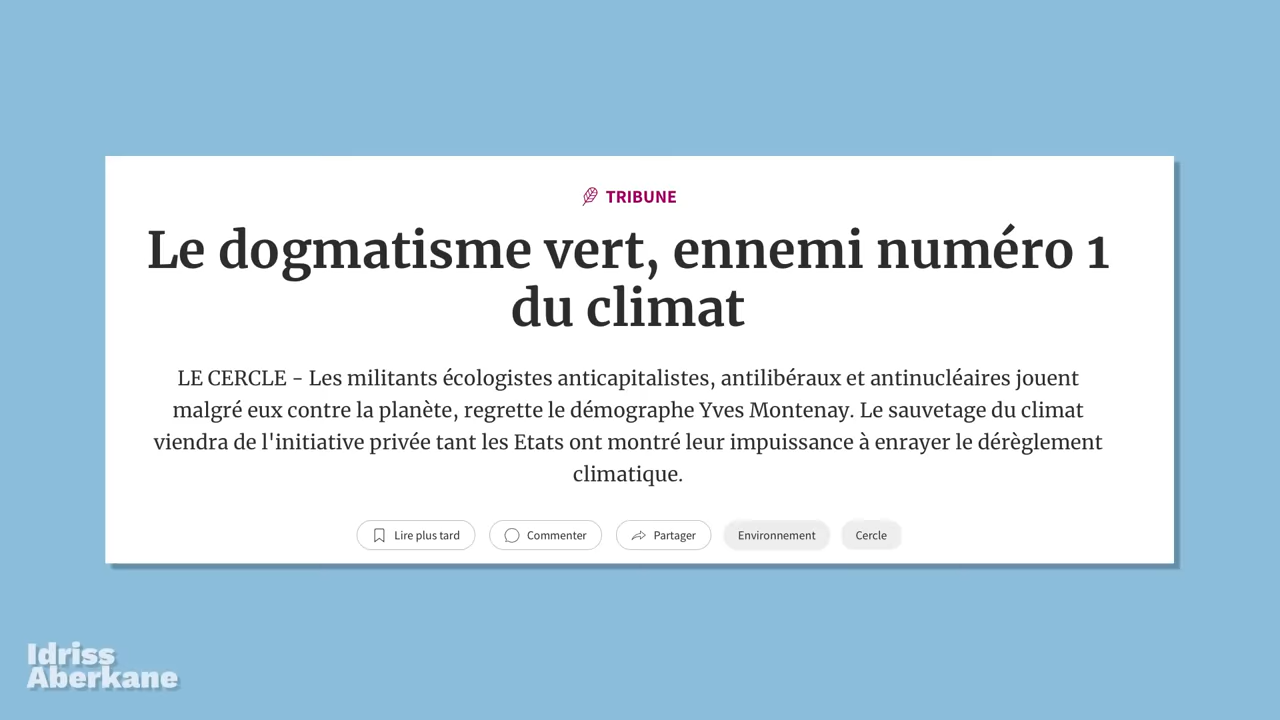 TRIBUNE
Le dogmatisme vert, ennemi numéro 1
du climat
LE CERCLE - Les militants écologistes anticapitalistes, antilibéraux et antinucléaires jouent
malgré eux contre la planète, regrette le démographe Yves Montenay. Le sauvetage du climat
viendra de l'initiative privée tant les Etats ont montré leur impuissance à enrayer le dérèglement
climatique.
Lire plus tard Commenter Partager Environnement Cercle
Idriss
Aberkane